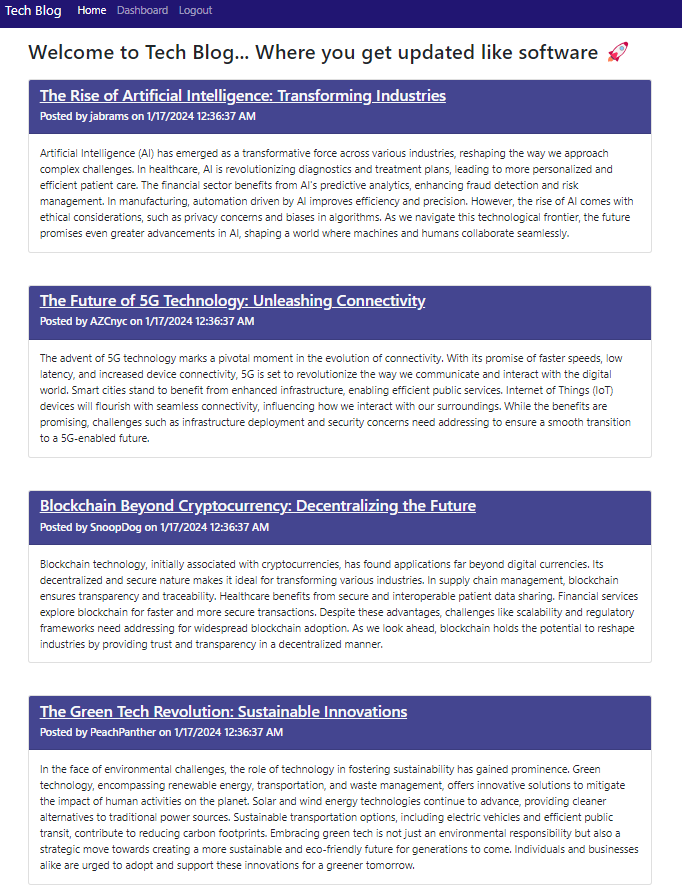 Tech Blog Home Dashboard Logout
Welcome to Tech Blog... Where you get updated like software 🚀
The Rise of Artificial Intelligence: Transforming Industries
Posted by jabrams on 1/17/2024 12:36:37 AM
Artificial Intelligence (AI) has emerged as a transformative force across various industries, reshaping the way we approach
complex challenges. In healthcare, AI is revolutionizing diagnostics and treatment plans, leading to more personalized and
efficient patient care. The financial sector benefits from AI's predictive analytics, enhancing fraud detection and risk
management. In manufacturing, automation driven by AI improves efficiency and precision. However, the rise of AI comes with
ethical considerations, such as privacy concerns and biases in algorithms. As we navigate this technological frontier, the future
promises even greater advancements in AI, shaping a world where machines and humans collaborate seamlessly.
The Future of 5G Technology: Unleashing Connectivity
Posted by AZCnyc on 1/17/2024 12:36:37 AM
The advent of 5G technology marks a pivotal moment in the evolution of connectivity. With its promise of faster speeds, low
latency, and increased device connectivity, 5G is set to revolutionize the way we communicate and interact with the digital
world. Smart cities stand to benefit from enhanced infrastructure, enabling efficient public services. Internet of Things (IoT)
devices will flourish with seamless connectivity, influencing how we interact with our surroundings. While the benefits are
promising, challenges such as infrastructure deployment and security concerns need addressing to ensure a smooth transition
to a 5G-enabled future.
Blockchain Beyond Cryptocurrency: Decentralizing the Future
Posted by SnoopDog on 1/17/2024 12:36:37 AM
Blockchain technology, initially associated with cryptocurrencies, has found applications far beyond digital currencies. Its
decentralized and secure nature makes it ideal for transforming various industries. In supply chain management, blockchain
ensures transparency and traceability. Healthcare benefits from secure and interoperable patient data sharing. Financial services
explore blockchain for faster and more secure transactions. Despite these advantages, challenges like scalability and regulatory
frameworks need addressing for widespread blockchain adoption. As we look ahead, blockchain holds the potential to reshape
industries by providing trust and transparency in a decentralized manner.
The Green Tech Revolution: Sustainable Innovations
Posted by PeachPanther on 1/17/2024 12:36:37 AM
In the face of environmental challenges, the role of technology in fostering sustainability has gained prominence. Green
technology, encompassing renewable energy, transportation, and waste management, offers innovative solutions to mitigate
the impact of human activities on the planet. Solar and wind energy technologies continue to advance, providing cleaner
alternatives to traditional power sources. Sustainable transportation options, including electric vehicles and efficient public
transit, contribute to reducing carbon footprints. Embracing green tech is not just an environmental responsibility but also a
strategic move towards creating a more sustainable and eco-friendly future for generations to come. Individuals and businesses
alike are urged to adopt and support these innovations for a greener tomorrow.